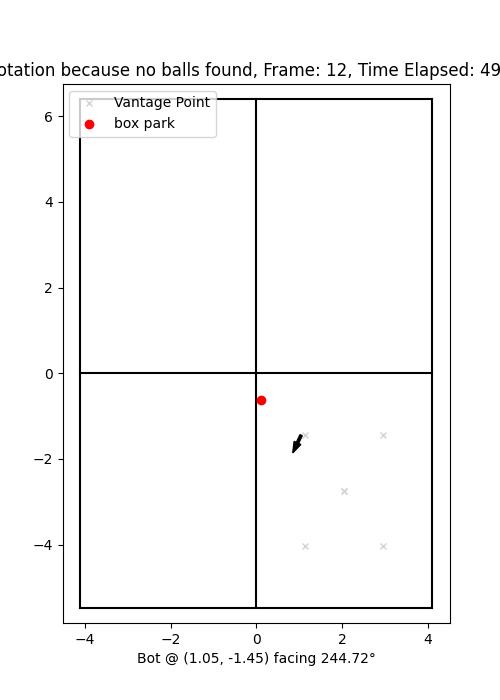 otation because no balls found, Frame: 12, Time Elapsed: 49
Vantage Point
box park
6
4
2
0
−2
−4
−4
−2
0
2
4
Bot @ (1.05, -1.45) facing 244.72°